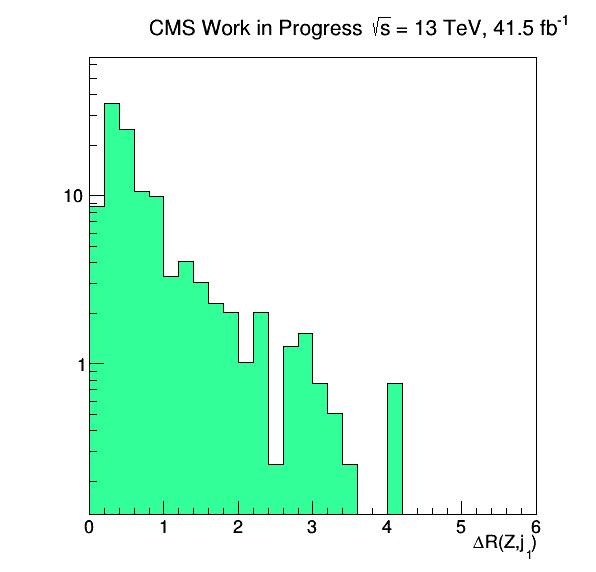 CMS Work in Progress √s = 13 TeV, 41.5 fb⁻¹
10
1
0 1 2 3 4 5 6
ΔR(Z,j₁)